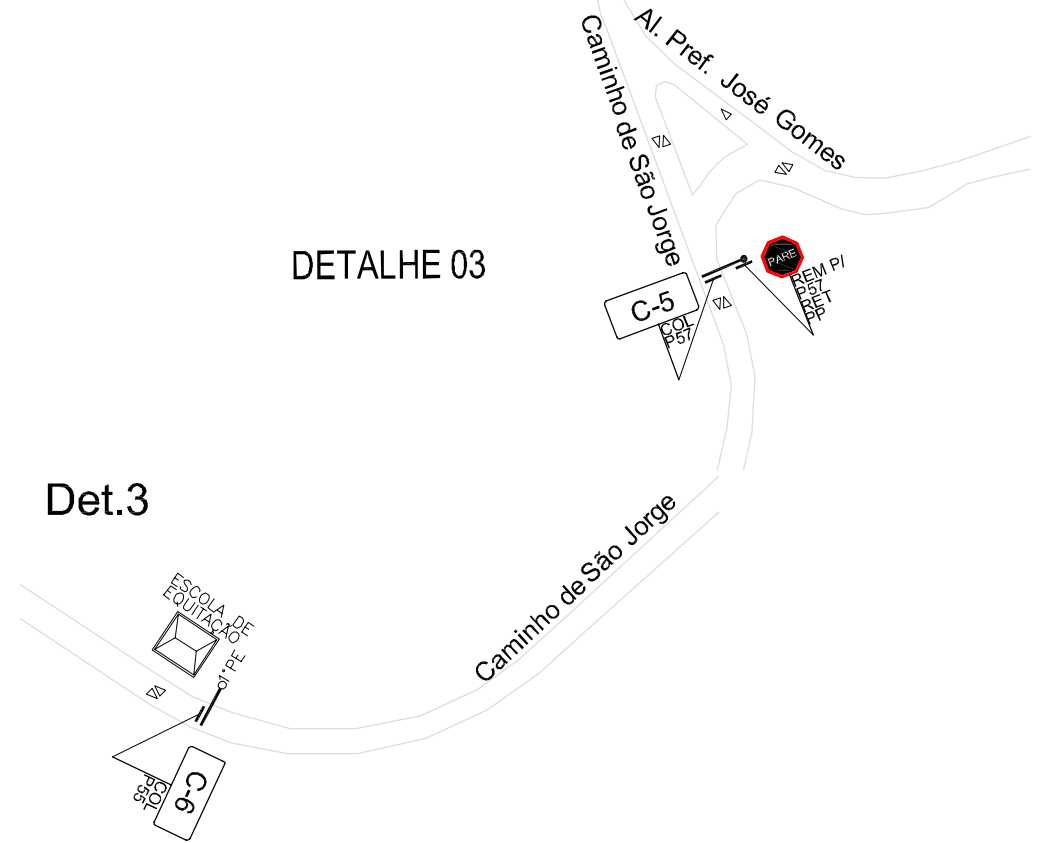 Al. Pref. José Gomes
Caminho de São Jorge
DETALHE 03
PARE
REM P/
P57
RET
PP
C-5
COL
P57
Det.3
Caminho de São Jorge
ESCOLA DE
EQUITAÇÃO
1°PE
C-6
COL
P55